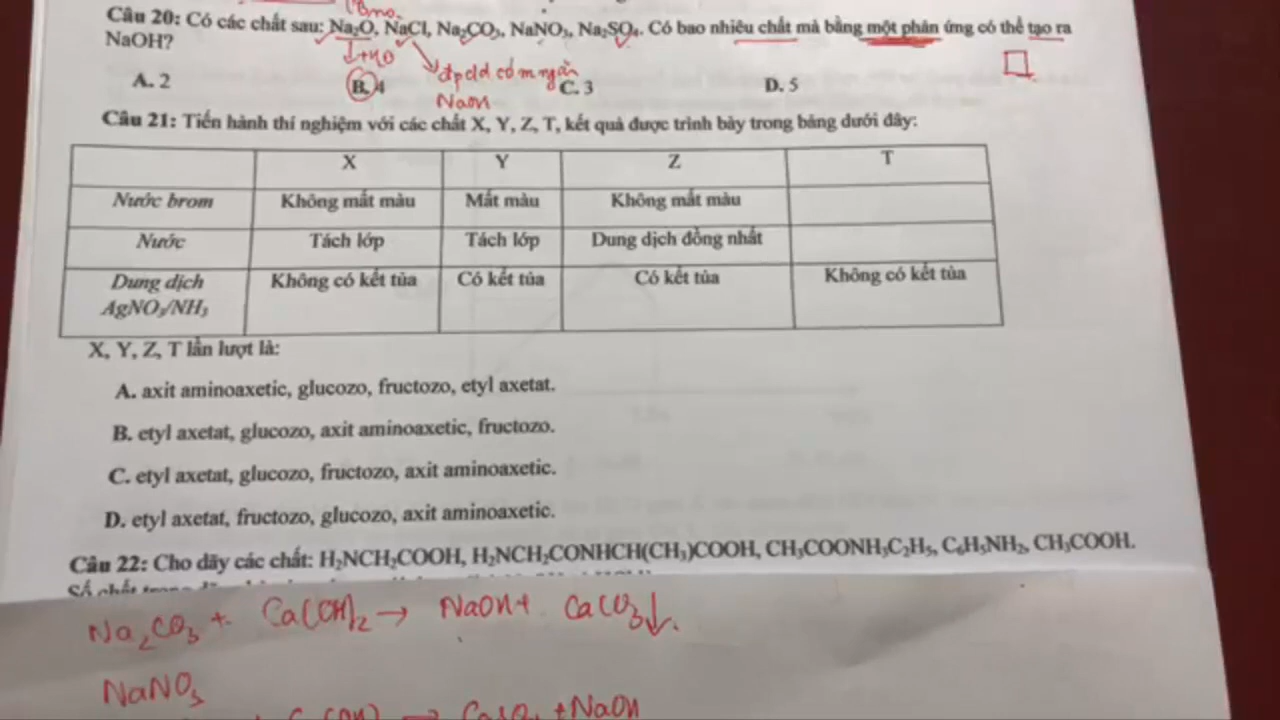 Câu 20: Có các chất sau: Na₂O, NaCl, Na₂CO₃, NaNO₃, Na₂SO₄. Có bao nhiêu chất mà bằng một phản ứng có thể tạo ra
NaOH?
đpdd có m ngăn
NaOH
A. 2 B. 4 C. 3 D. 5
Câu 21: Tiến hành thí nghiệm với các chất X, Y, Z, T, kết quả được trình bày trong bảng dưới đây:
X Y Z T
Nước brom Không mất màu Mất màu Không mất màu
Nước Tách lớp Tách lớp Dung dịch đồng nhất
Dung dịch Không có kết tủa Có kết tủa Có kết tủa Không có kết tủa
AgNO₃/NH₃
X, Y, Z, T lần lượt là:
A. axit aminoaxetic, glucozo, fructozo, etyl axetat.
B. etyl axetat, glucozo, axit aminoaxetic, fructozo.
C. etyl axetat, glucozo, fructozo, axit aminoaxetic.
D. etyl axetat, fructozo, glucozo, axit aminoaxetic.
Câu 22: Cho dãy các chất: H₂NCH₂COOH, H₂NCH₂CONHCH(CH₃)COOH, CH₃COONH₃C₂H₅, C₆H₅NH₂, CH₃COOH.
Số chất trong
Na₂CO₃ + Ca(OH)₂ → NaOH + CaCO₃↓.
NaNO₃
→ + NaOH